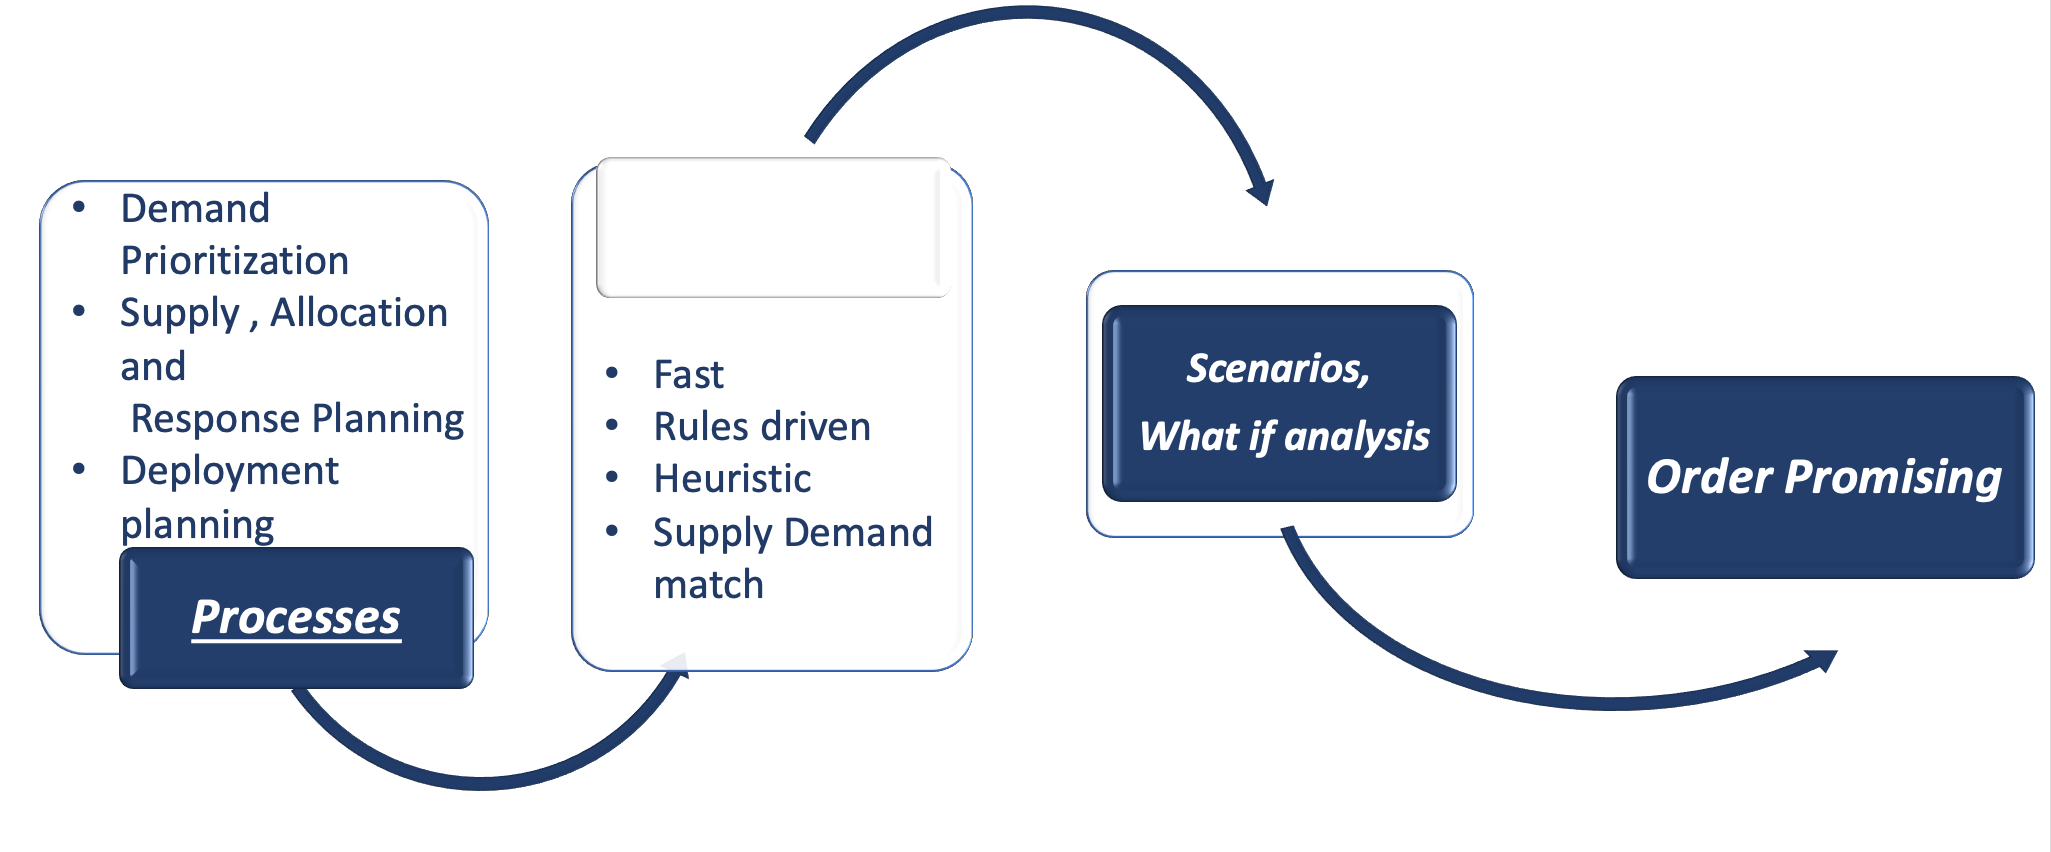 • Demand
Prioritization
• Supply , Allocation
and
Response Planning
• Deployment
planning
Processes
• Fast
• Rules driven
• Heuristic
• Supply Demand
match
Scenarios,
What if analysis
Order Promising